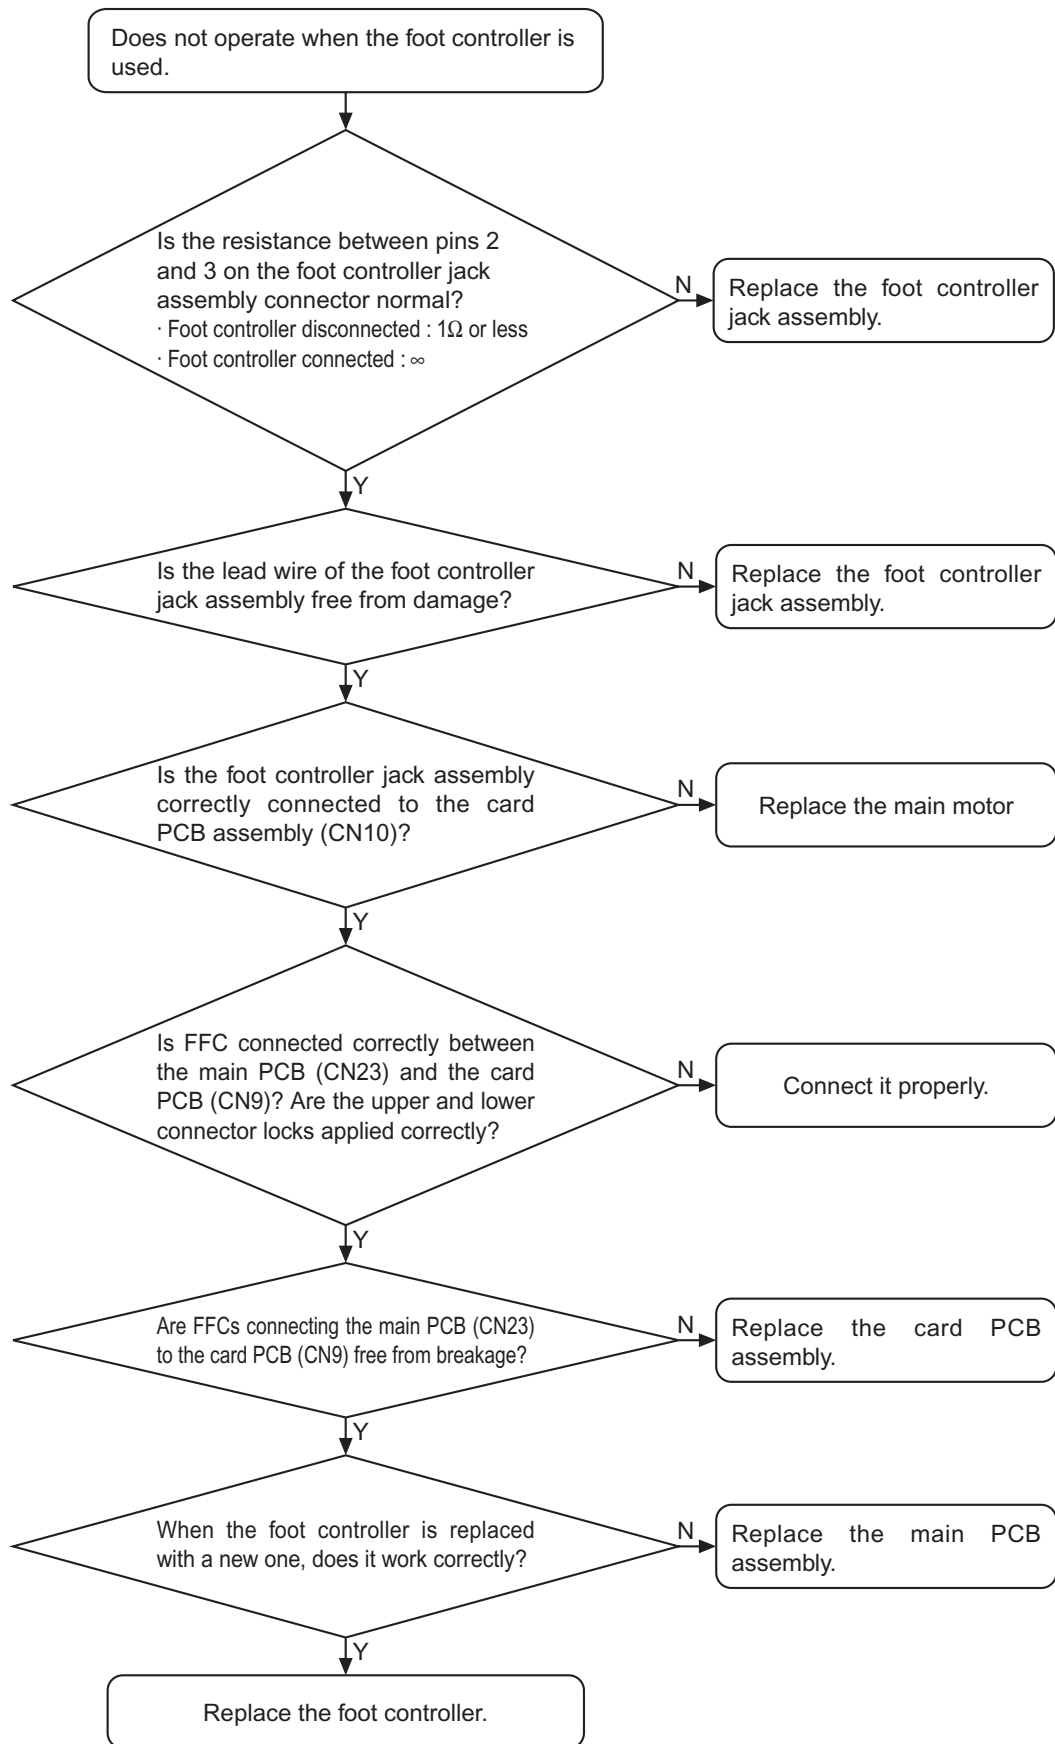 Does not operate when the foot controller is
used.
Is the resistance between pins 2
and 3 on the foot controller jack
assembly connector normal?
· Foot controller disconnected : 1Ω or less
· Foot controller connected : ∞
N
Replace the foot controller
jack assembly.
Y
Is the lead wire of the foot controller
jack assembly free from damage?
N
Replace the foot controller
jack assembly.
Y
Is the foot controller jack assembly
correctly connected to the card
PCB assembly (CN10)?
N
Replace the main motor
Y
Is FFC connected correctly between
the main PCB (CN23) and the card
PCB (CN9)? Are the upper and lower
connector locks applied correctly?
N
Connect it properly.
Y
Are FFCs connecting the main PCB (CN23)
to the card PCB (CN9) free from breakage?
N
Replace the card PCB
assembly.
Y
When the foot controller is replaced
with a new one, does it work correctly?
N
Replace the main PCB
assembly.
Y
Replace the foot controller.